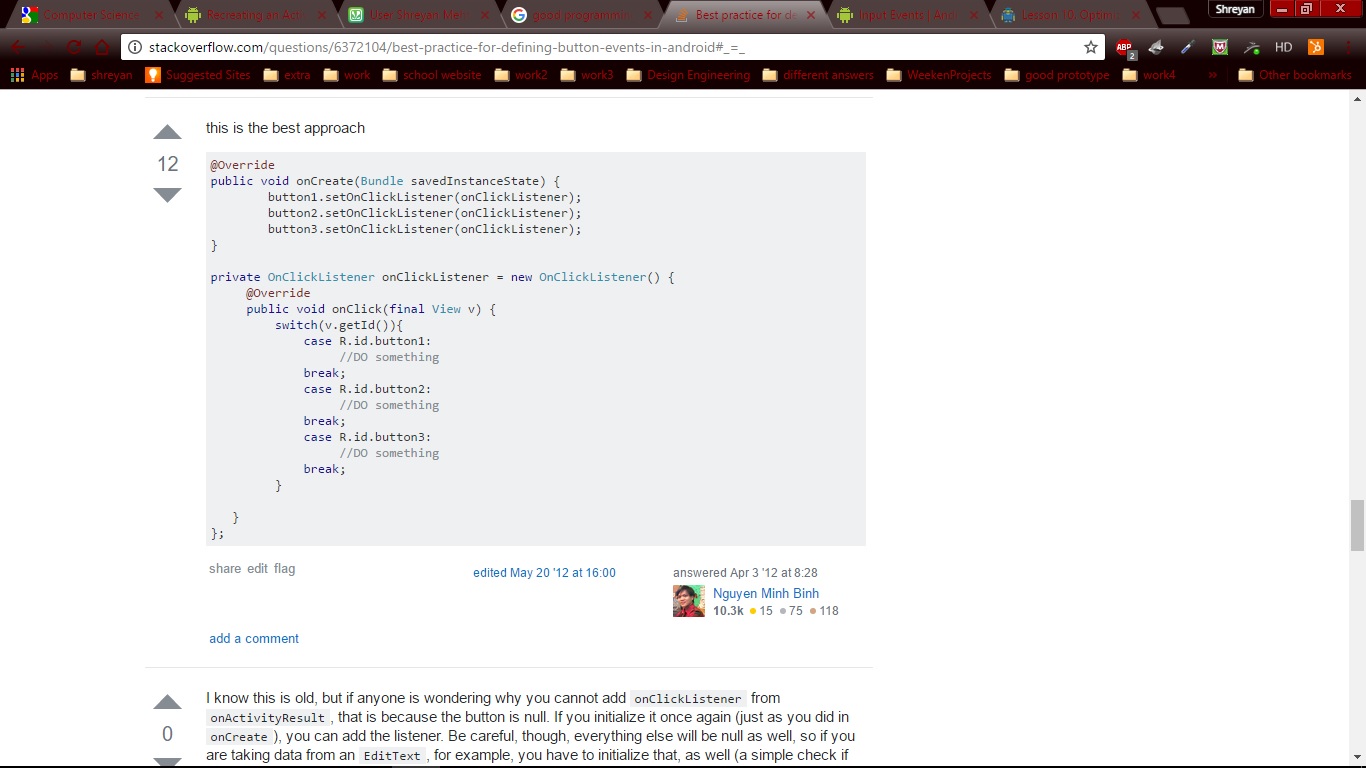 Computer Science
Recreating an Acti
User Shreyan Meh
good programmi
Best practice for de
Input Events | And
Lesson 10. Optim
Shreyan
stackoverflow.com/questions/6372104/best-practice-for-defining-button-events-in-android#_=_
ABP
2
HD
Apps
shreyan
Suggested Sites
extra
work
school website
work2
work3
Design Engineering
different answers
WeekenProjects
good prototype
work4
»
Other bookmarks
this is the best approach
12
@Override
public void onCreate(Bundle savedInstanceState) {
button1.setOnClickListener(onClickListener);
button2.setOnClickListener(onClickListener);
button3.setOnClickListener(onClickListener);
}
private OnClickListener onClickListener = new OnClickListener() {
@Override
public void onClick(final View v) {
switch(v.getId()){
case R.id.button1:
//DO something
break;
case R.id.button2:
//DO something
break;
case R.id.button3:
//DO something
break;
}
}
};
share edit flag
edited May 20 '12 at 16:00
answered Apr 3 '12 at 8:28
Nguyen Minh Binh
10.3k 15 75 118
add a comment
0
I know this is old, but if anyone is wondering why you cannot add onClickListener from
onActivityResult , that is because the button is null. If you initialize it once again (just as you did in
onCreate ), you can add the listener. Be careful, though, everything else will be null as well, so if you
are taking data from an EditText , for example, you have to initialize that, as well (a simple check if